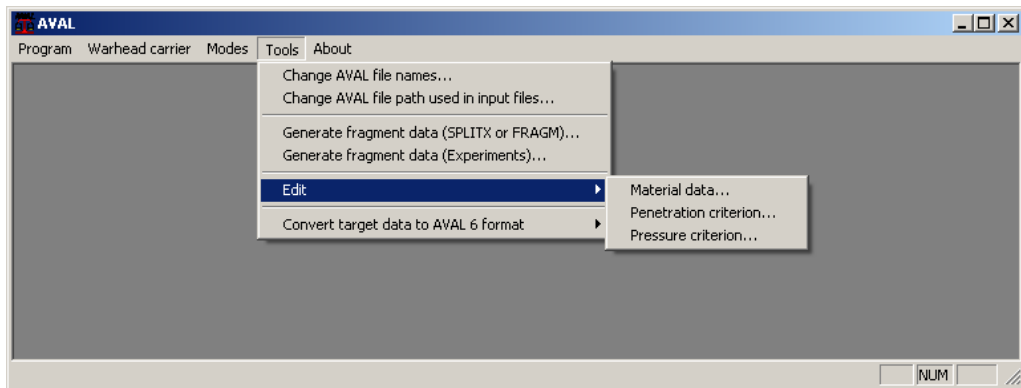 AVAL
Program Warhead carrier Modes Tools About
Change AVAL file names...
Change AVAL file path used in input files...
Generate fragment data (SPLITX or FRAGM)...
Generate fragment data (Experiments)...
Edit
Material data...
Penetration criterion...
Pressure criterion...
Convert target data to AVAL 6 format
NUM